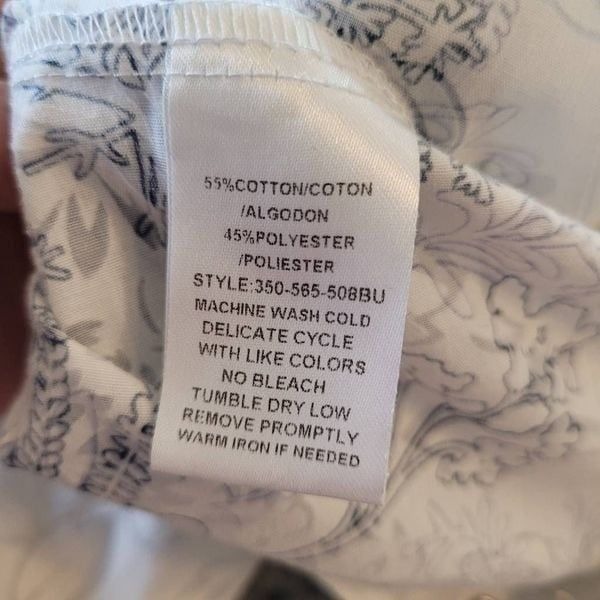 55%COTTON/COTON
/ALGODON
45%POLYESTER
/POLIESTER
STYLE:350-565-508BU
MACHINE WASH COLD
DELICATE CYCLE
WITH LIKE COLORS
NO BLEACH
TUMBLE DRY LOW
REMOVE PROMPTLY
WARM IRON IF NEEDED